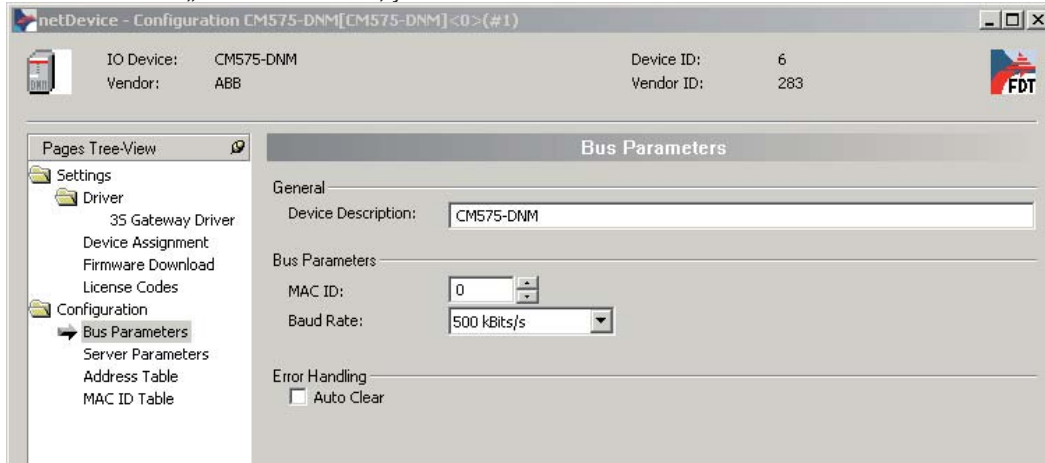 netDevice - Configuration CM575-DNM[CM575-DNM]<0>(#1)
IO Device: CM575-DNM Device ID: 6
Vendor: ABB Vendor ID: 283
DNM
FDT
Pages Tree-View
Bus Parameters
Settings
Driver
3S Gateway Driver
Device Assignment
Firmware Download
License Codes
Configuration
Bus Parameters
Server Parameters
Address Table
MAC ID Table
General
Device Description: CM575-DNM
Bus Parameters
MAC ID: 0
Baud Rate: 500 kBits/s
Error Handling
Auto Clear